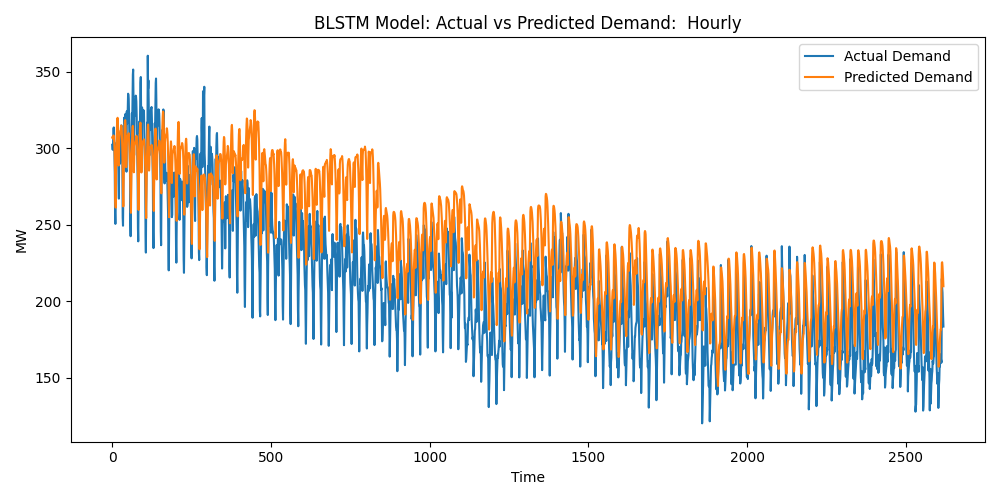 BLSTM Model: Actual vs Predicted Demand:  Hourly
Actual Demand
Predicted Demand
MW
350
300
250
200
150
0
500
1000
1500
2000
2500
Time